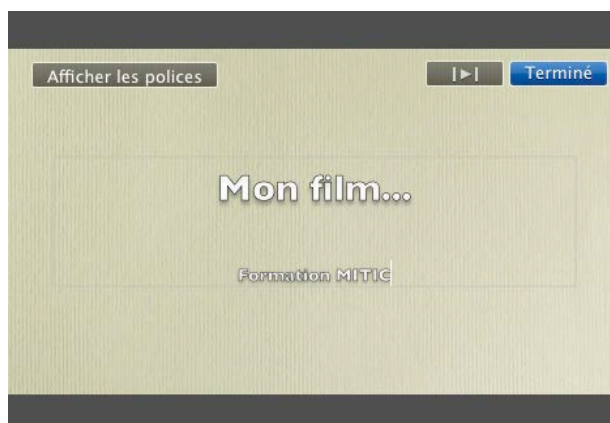 Afficher les polices
Terminé
Mon film...
Formation MITIC